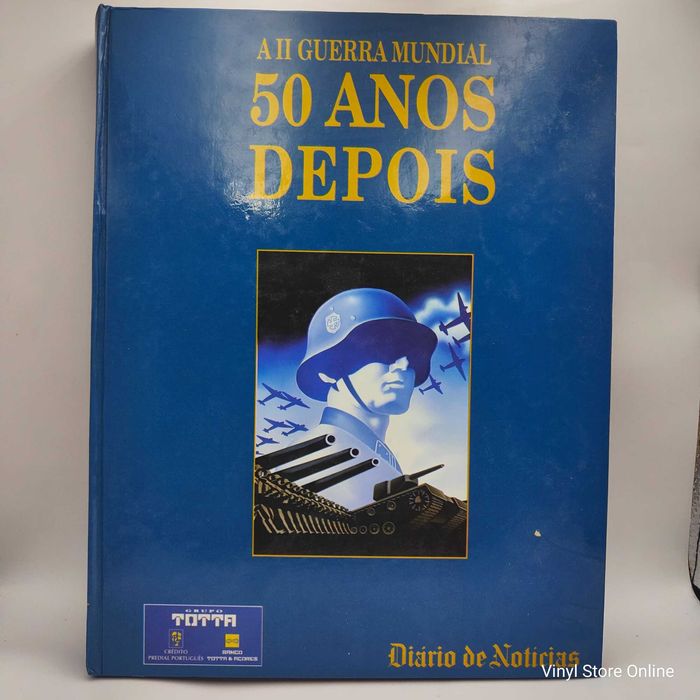 A II GUERRA MUNDIAL
50 ANOS
DEPOIS
GRUPO
TOTTA
CRÉDITO
PREDIAL PORTUGUÊS
BANCO
TOTTA & AÇORES
Diário de Notícias
Vinyl Store Online